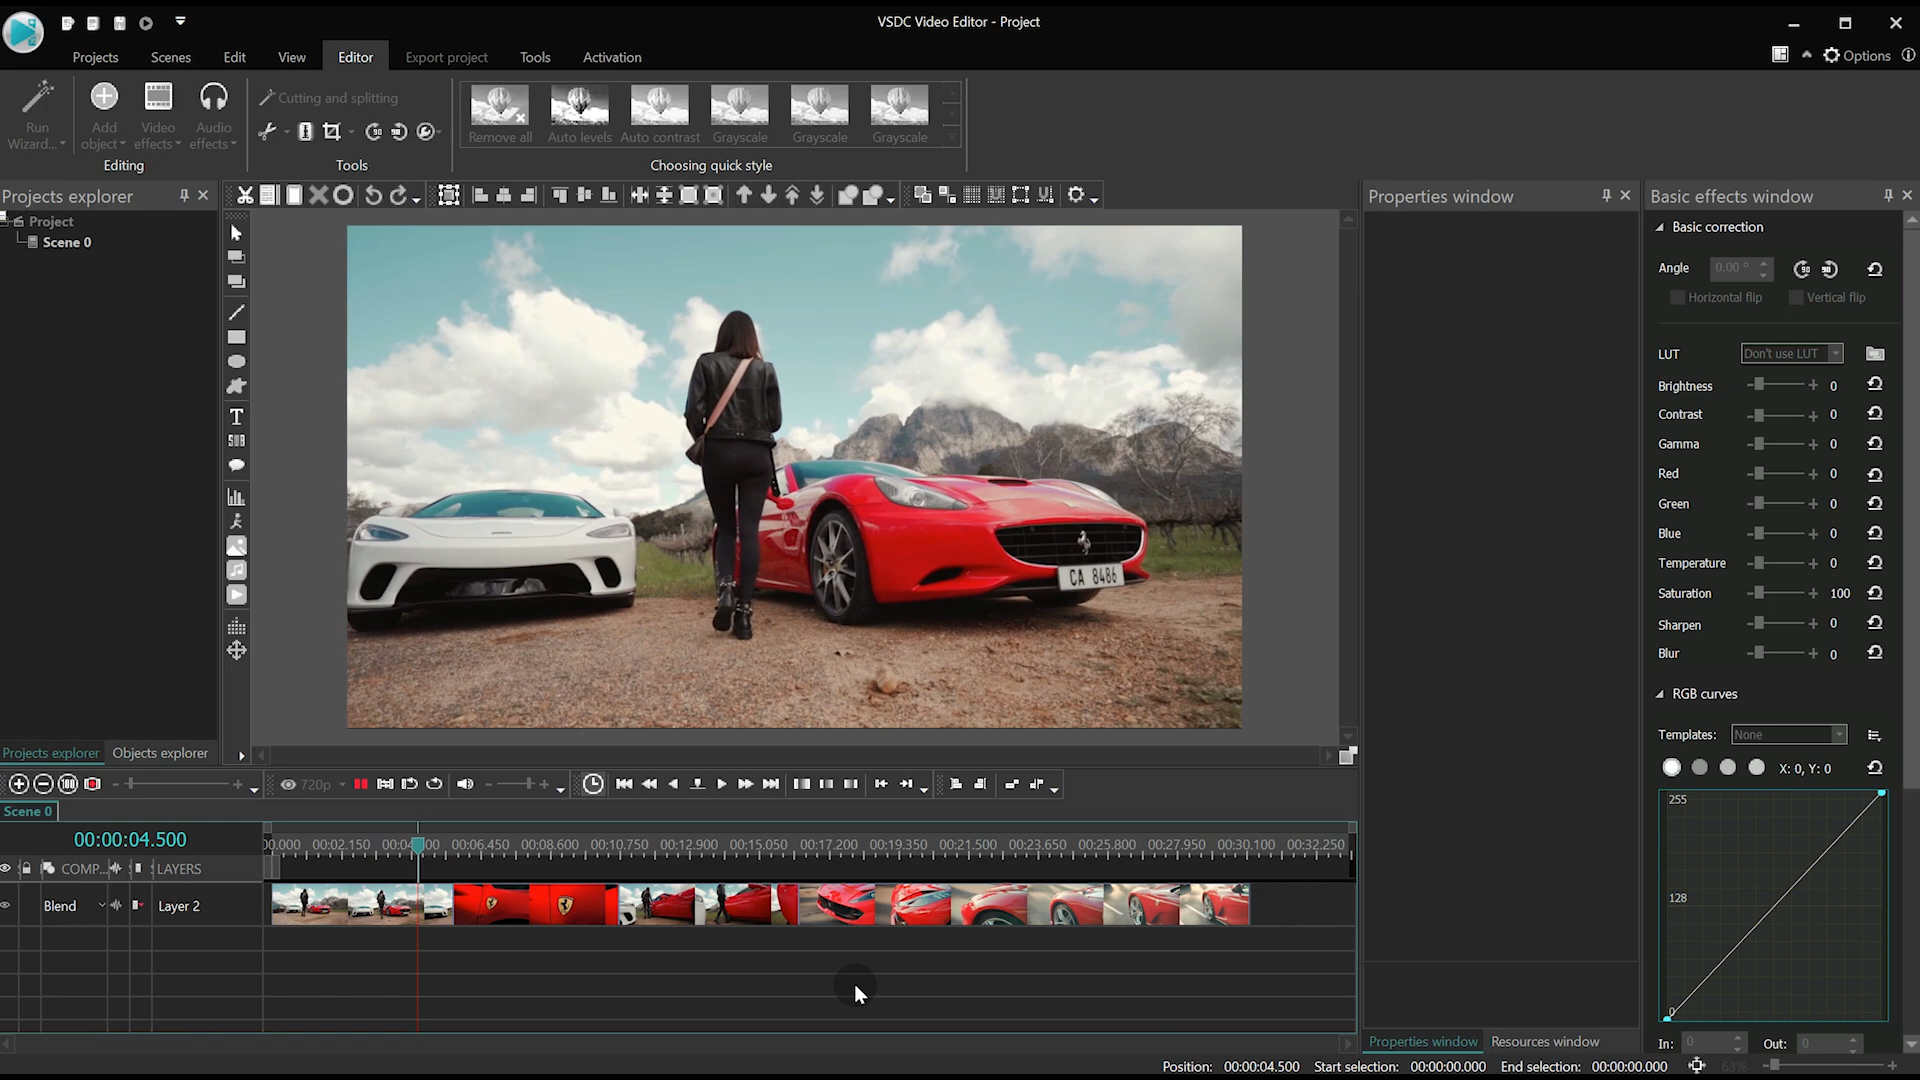 VSDC Video Editor - Project
Projects Scenes Edit View Editor Export project Tools Activation Options
Run Wizard...
Add object
Video effects
Audio effects
Editing
Cutting and splitting
Tools
Remove all Auto levels Auto contrast Grayscale Grayscale Grayscale
Choosing quick style
Projects explorer
Project
Scene 0
CA 8486
Projects explorer Objects explorer
Properties window
Basic effects window
Basic correction
Angle 0.00 °
Horizontal flip Vertical flip
LUT Don't use LUT
Brightness 0
Contrast 0
Gamma 0
Red 0
Green 0
Blue 0
Temperature 0
Saturation 100
Sharpen 0
Blur 0
RGB curves
Templates: None
X: 0, Y: 0
255
128
0
In: 0 Out: 0
720p
Scene 0
00:00:04.500
00:02.150 00:06.450 00:08.600 00:10.750 00:12.900 00:15.050 00:17.200 00:19.350 00:21.500 00:23.650 00:25.800 00:27.950 00:30.100 00:32.250
COMP... LAYERS
Blend Layer 2
Properties window Resources window
Position: 00:00:04.500 Start selection: 00:00:00.000 End selection: 00:00:00.000 63%